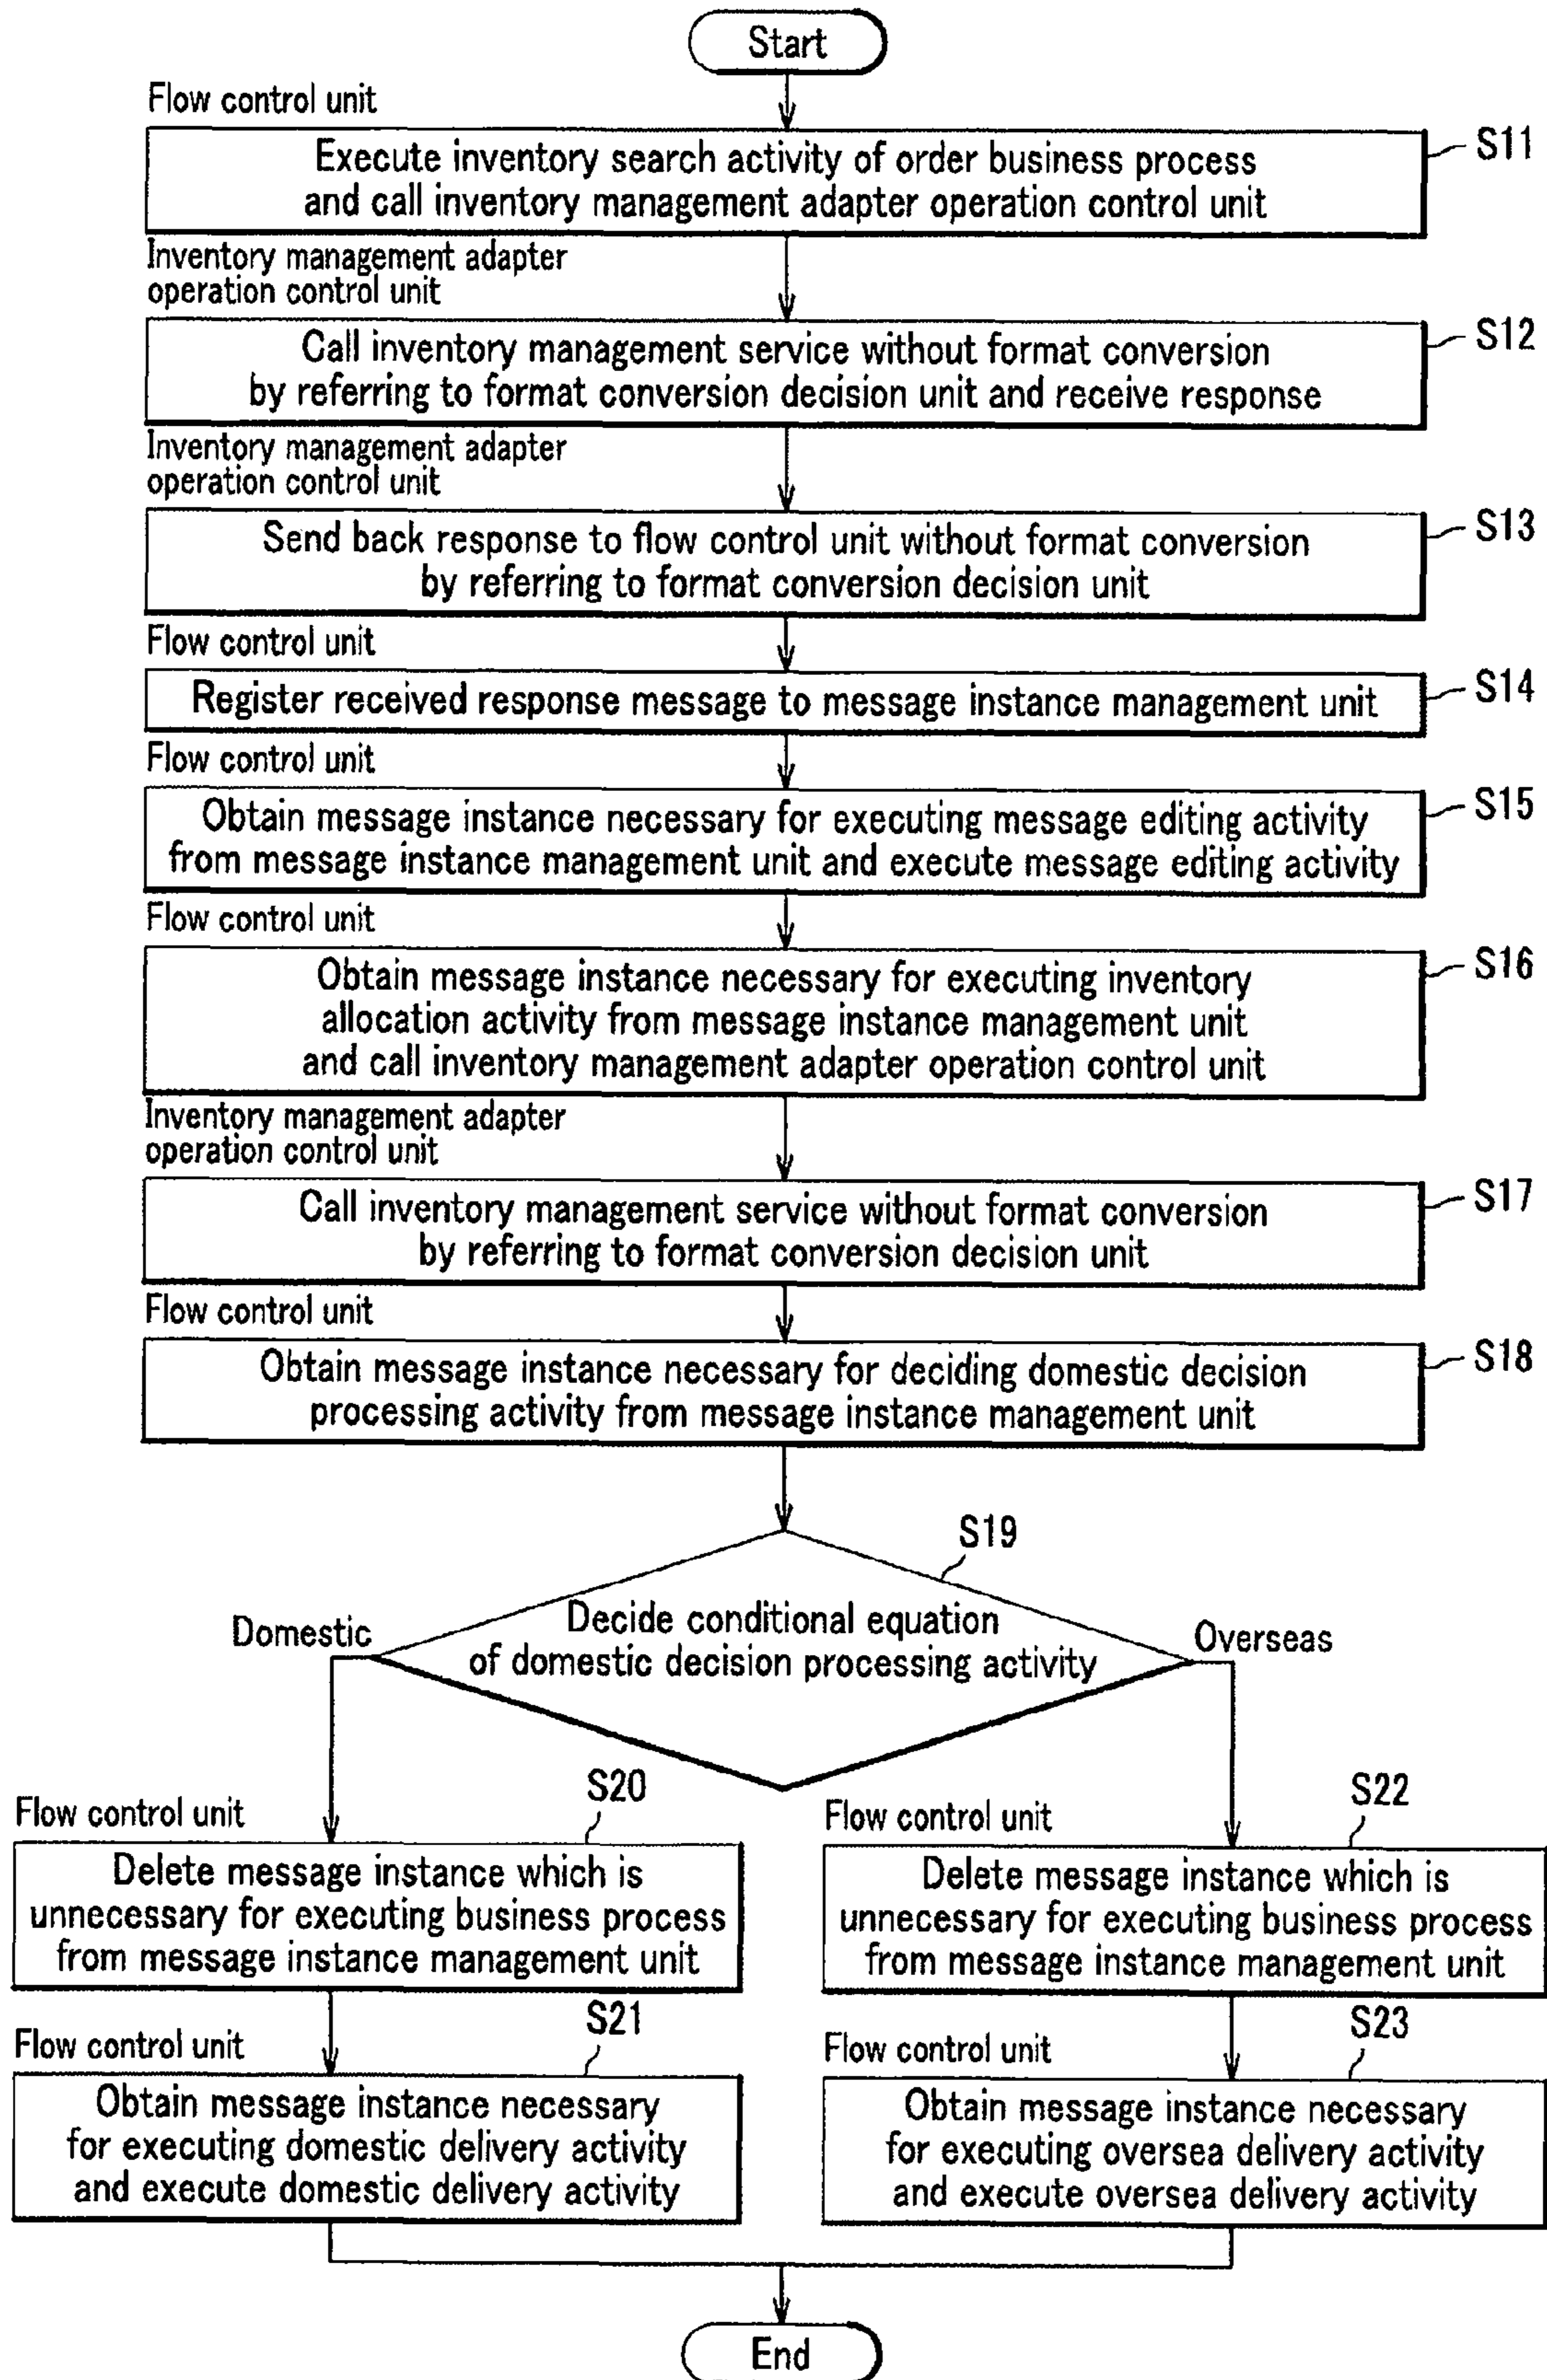 Start
Flow control unit
S11
Execute inventory search activity of order business process
and call inventory management adapter operation control unit
Inventory management adapter
operation control unit
S12
Call inventory management service without format conversion
by referring to format conversion decision unit and receive response
Inventory management adapter
operation control unit
S13
Send back response to flow control unit without format conversion
by referring to format conversion decision unit
Flow control unit
S14
Register received response message to message instance management unit
Flow control unit
S15
Obtain message instance necessary for executing message editing activity
from message instance management unit and execute message editing activity
Flow control unit
S16
Obtain message instance necessary for executing inventory
allocation activity from message instance management unit
and call inventory management adapter operation control unit
Inventory management adapter
operation control unit
S17
Call inventory management service without format conversion
by referring to format conversion decision unit
Flow control unit
S18
Obtain message instance necessary for deciding domestic decision
processing activity from message instance management unit
S19
Decide conditional equation
of domestic decision processing activity
Domestic
Overseas
Flow control unit
S20
Delete message instance which is
unnecessary for executing business process
from message instance management unit
Flow control unit
S21
Obtain message instance necessary
for executing domestic delivery activity
and execute domestic delivery activity
Flow control unit
S22
Delete message instance which is
unnecessary for executing business process
from message instance management unit
Flow control unit
S23
Obtain message instance necessary
for executing oversea delivery activity
and execute oversea delivery activity
End